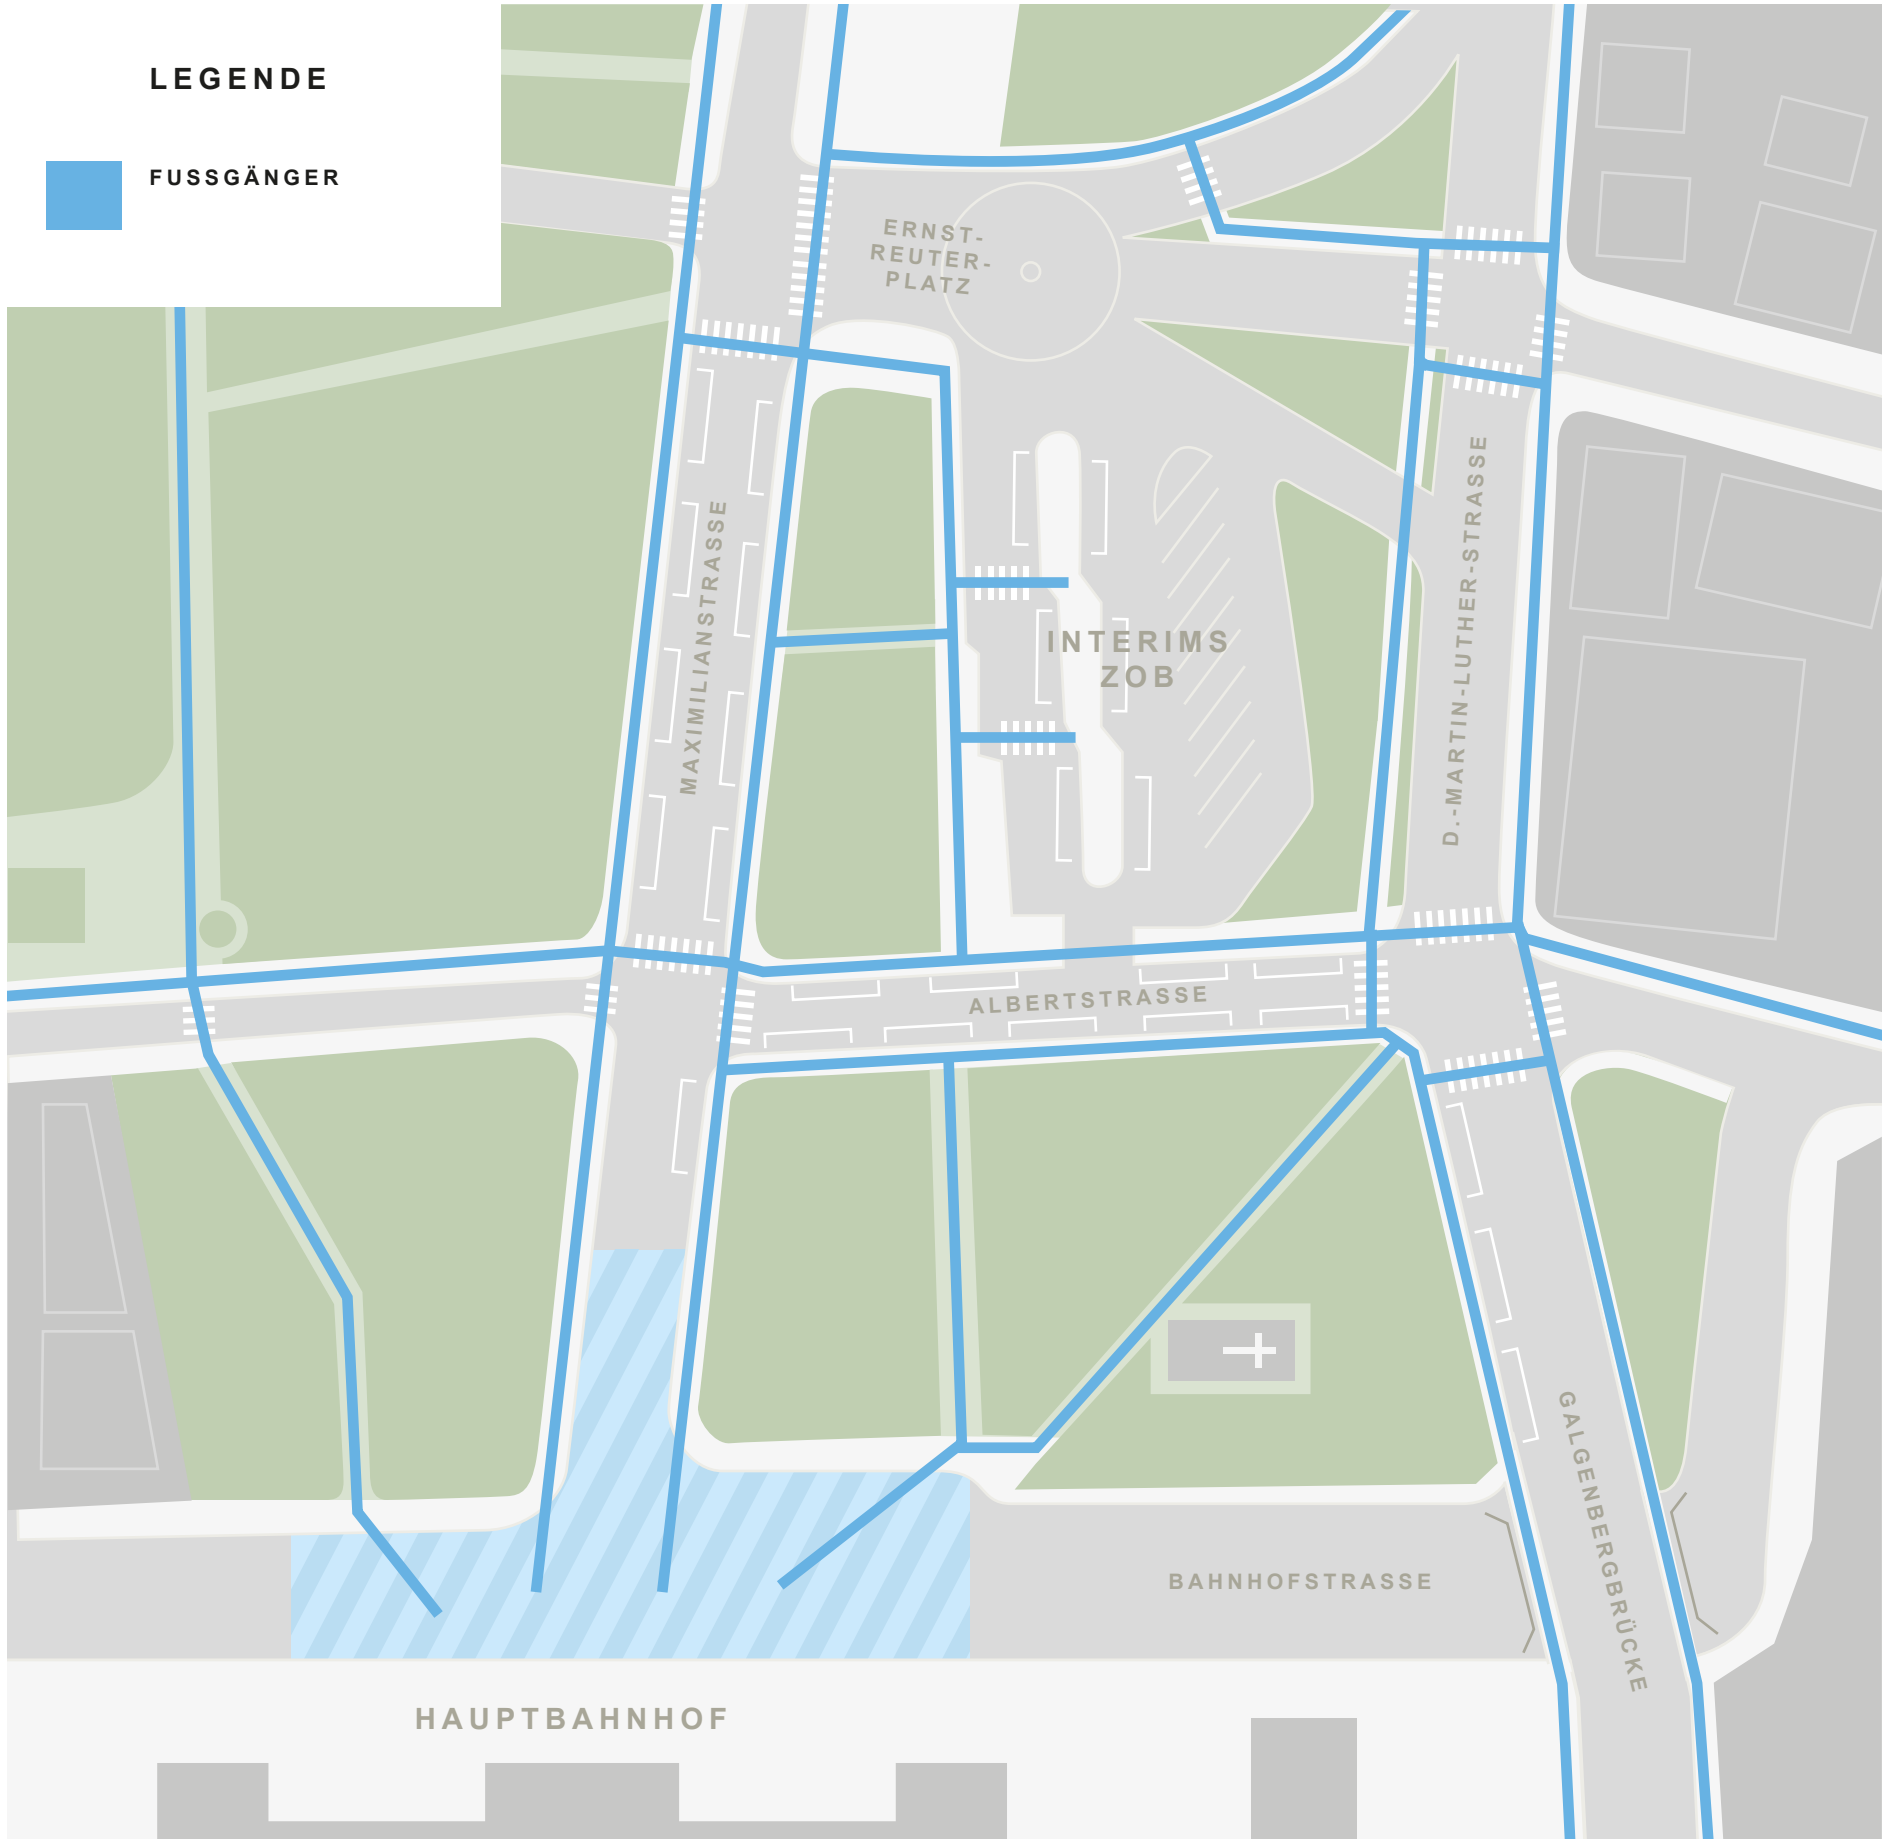 LEGENDE
FUSSGÄNGER
ERNST-
REUTER-
PLATZ
MAXIMILIANSTRASSE
INTERIMS
ZOB
D.-MARTIN-LUTHER-STRASSE
ALBERTSTRASSE
GALGENBERGBRÜCKE
BAHNHOFSTRASSE
HAUPTBAHNHOF